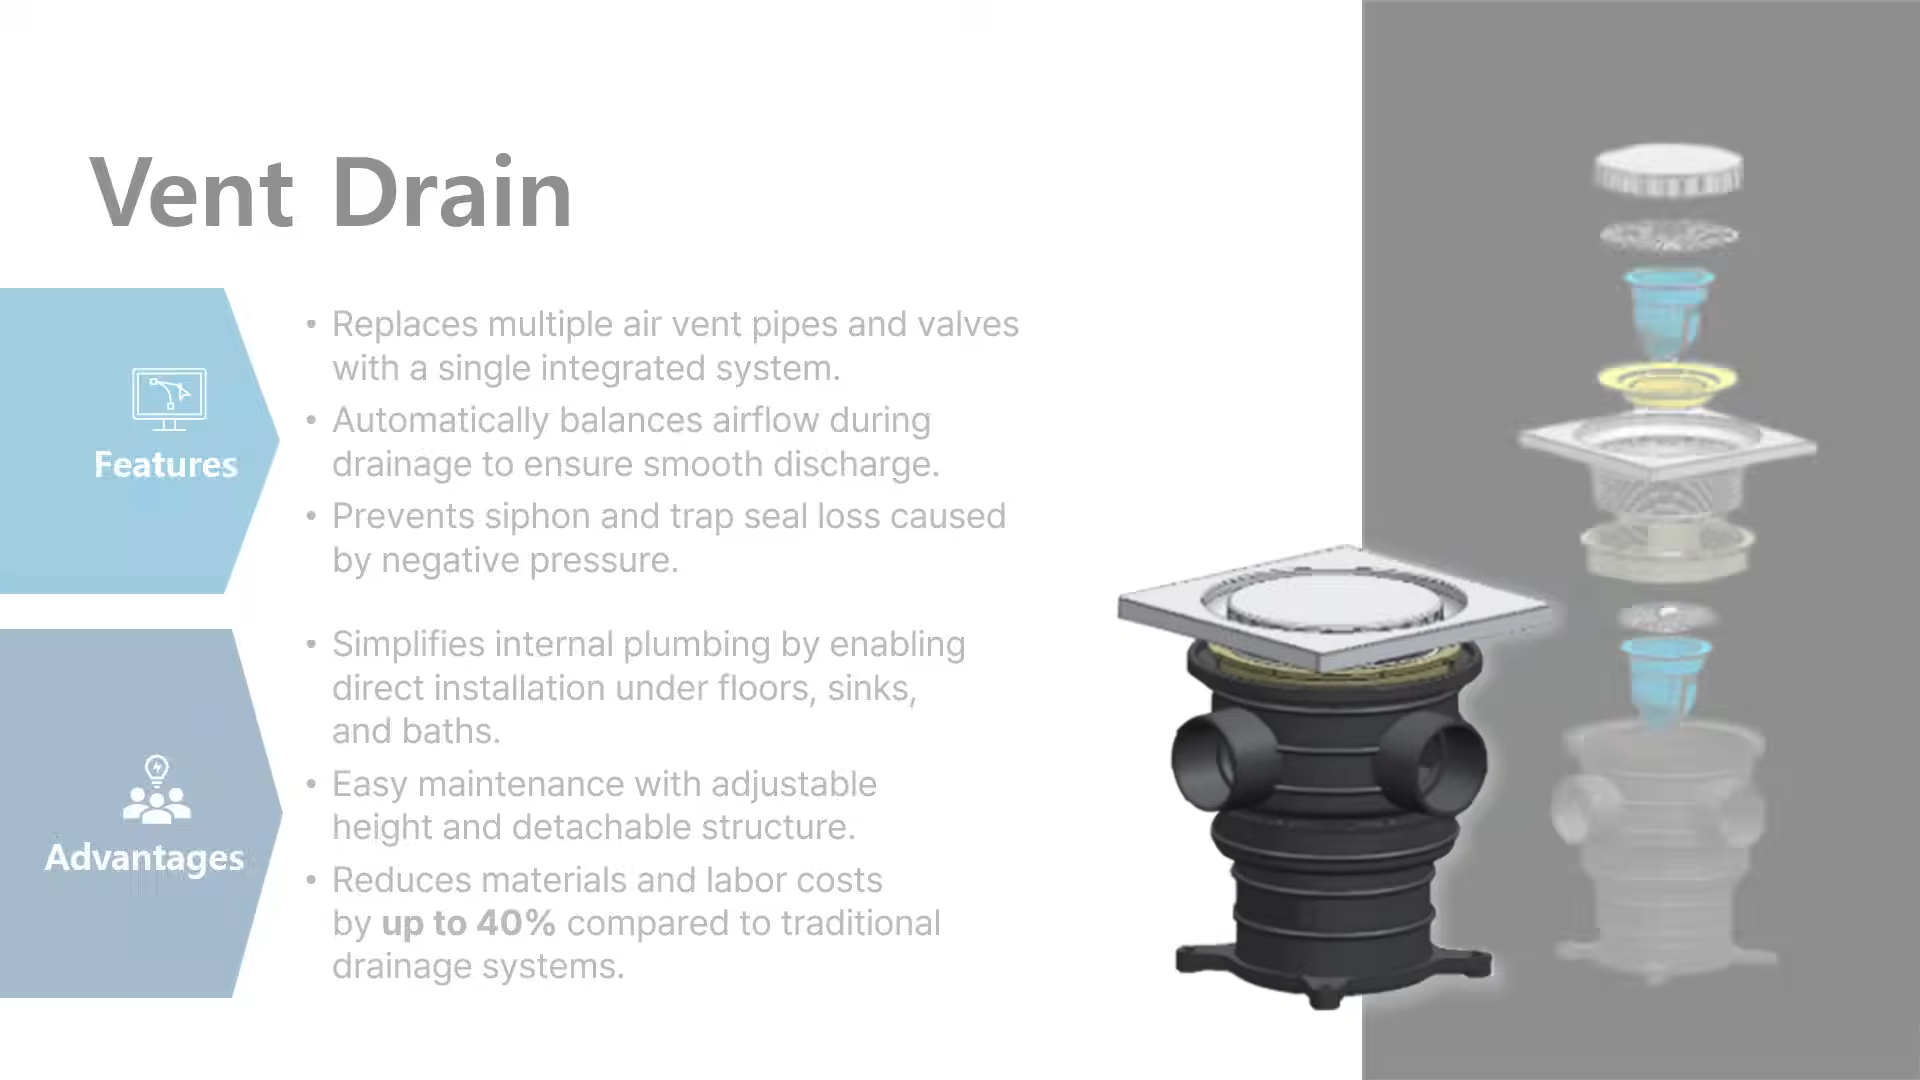 Vent Drain
Features
• Replaces multiple air vent pipes and valves
with a single integrated system.
• Automatically balances airflow during
drainage to ensure smooth discharge.
• Prevents siphon and trap seal loss caused
by negative pressure.
Advantages
• Simplifies internal plumbing by enabling
direct installation under floors, sinks,
and baths.
• Easy maintenance with adjustable
height and detachable structure.
• Reduces materials and labor costs
by up to 40% compared to traditional
drainage systems.